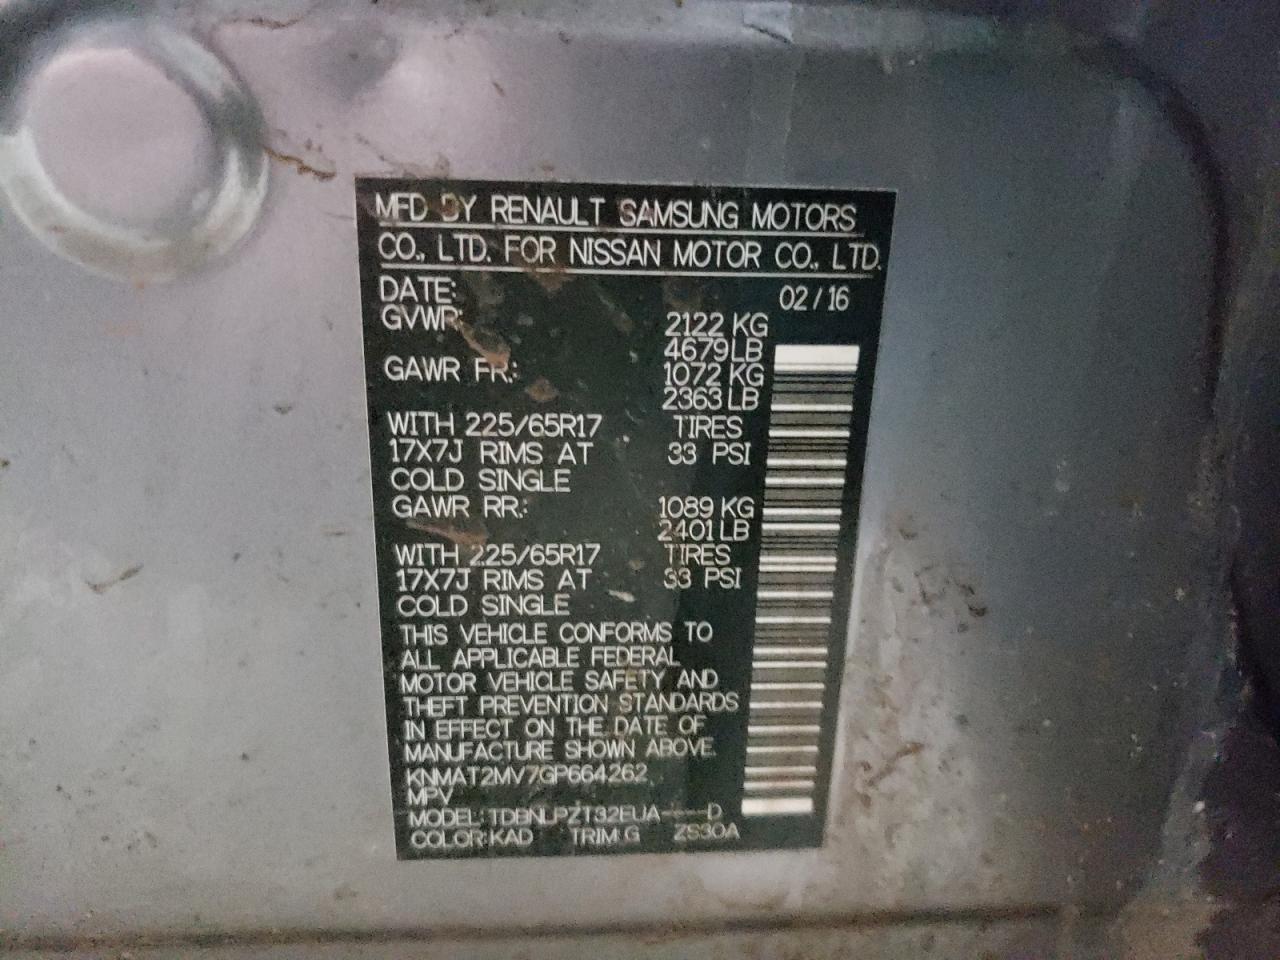 MFD BY RENAULT SAMSUNG MOTORS
CO., LTD. FOR NISSAN MOTOR CO., LTD.
DATE: 02/16
GVWR: 2122 KG
4679 LB
GAWR FR.: 1072 KG
2363 LB
WITH 225/65R17 TIRES
17X7J RIMS AT 33 PSI
COLD SINGLE
GAWR RR.: 1089 KG
2401 LB
WITH 225/65R17 TIRES
17X7J RIMS AT 33 PSI
COLD SINGLE
THIS VEHICLE CONFORMS TO
ALL APPLICABLE FEDERAL
MOTOR VEHICLE SAFETY AND
THEFT PREVENTION STANDARDS
IN EFFECT ON THE DATE OF
MANUFACTURE SHOWN ABOVE.
KNMAT2MV7GP664262
MPV
MODEL: TDBNLPZT32EUA----D
COLOR: KAD TRIM: G ZS30A